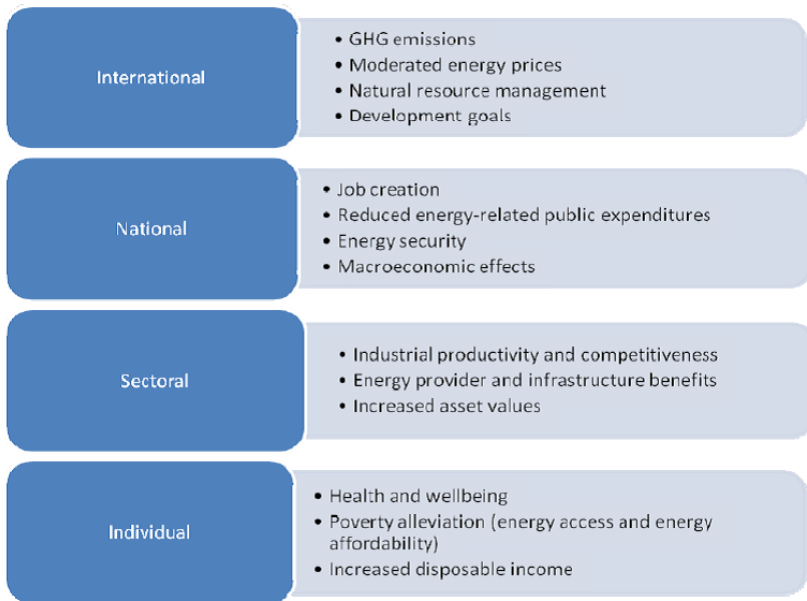 International
• GHG emissions
• Moderated energy prices
• Natural resource management
• Development goals
National
• Job creation
• Reduced energy-related public expenditures
• Energy security
• Macroeconomic effects
Sectoral
• Industrial productivity and competitiveness
• Energy provider and infrastructure benefits
• Increased asset values
Individual
• Health and wellbeing
• Poverty alleviation (energy access and energy
affordability)
• Increased disposable income